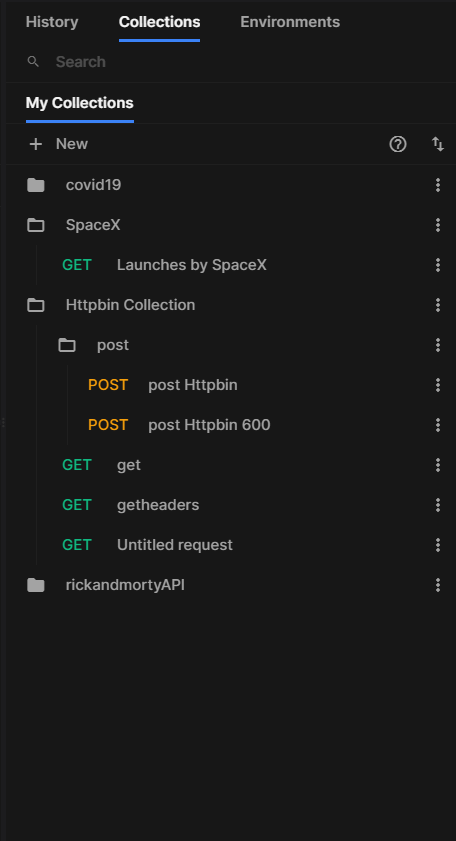 History Collections Environments
Search
My Collections
New
covid19
SpaceX
GET Launches by SpaceX
Httpbin Collection
post
POST post Httpbin
POST post Httpbin 600
GET get
GET getheaders
GET Untitled request
rickandmortyAPI